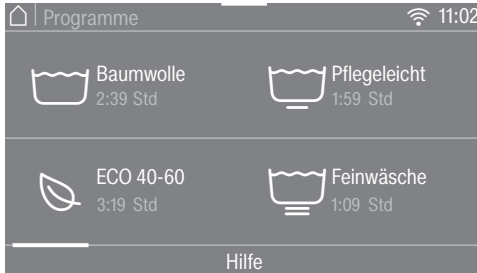 Programme 11:02
Baumwolle
2:39 Std
Pflegeleicht
1:59 Std
ECO 40-60
3:19 Std
Feinwäsche
1:09 Std
Hilfe